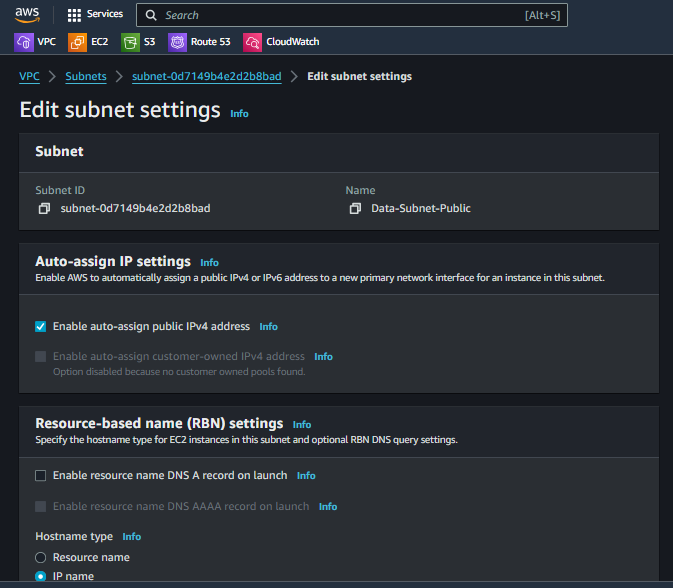 aws Services Search [Alt+S]
VPC EC2 S3 Route 53 CloudWatch
VPC > Subnets > subnet-0d7149b4e2d2b8bad > Edit subnet settings
Edit subnet settings Info
Subnet
Subnet ID Name
subnet-0d7149b4e2d2b8bad Data-Subnet-Public
Auto-assign IP settings Info
Enable AWS to automatically assign a public IPv4 or IPv6 address to a new primary network interface for an instance in this subnet.
Enable auto-assign public IPv4 address Info
Enable auto-assign customer-owned IPv4 address Info
Option disabled because no customer owned pools found.
Resource-based name (RBN) settings Info
Specify the hostname type for EC2 instances in this subnet and optional RBN DNS query settings.
Enable resource name DNS A record on launch Info
Enable resource name DNS AAAA record on launch Info
Hostname type Info
Resource name
IP name